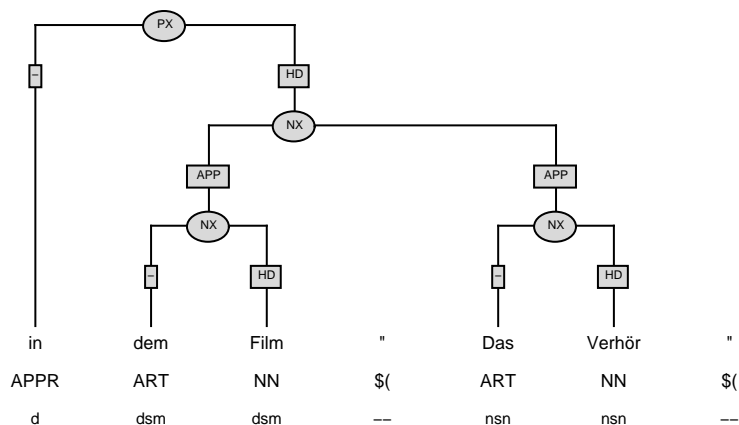 PX
– HD
NX
APP APP
NX NX
– HD – HD
in dem Film " Das Verhör "
APPR ART NN $( ART NN $(
d dsm dsm –– nsn nsn ––